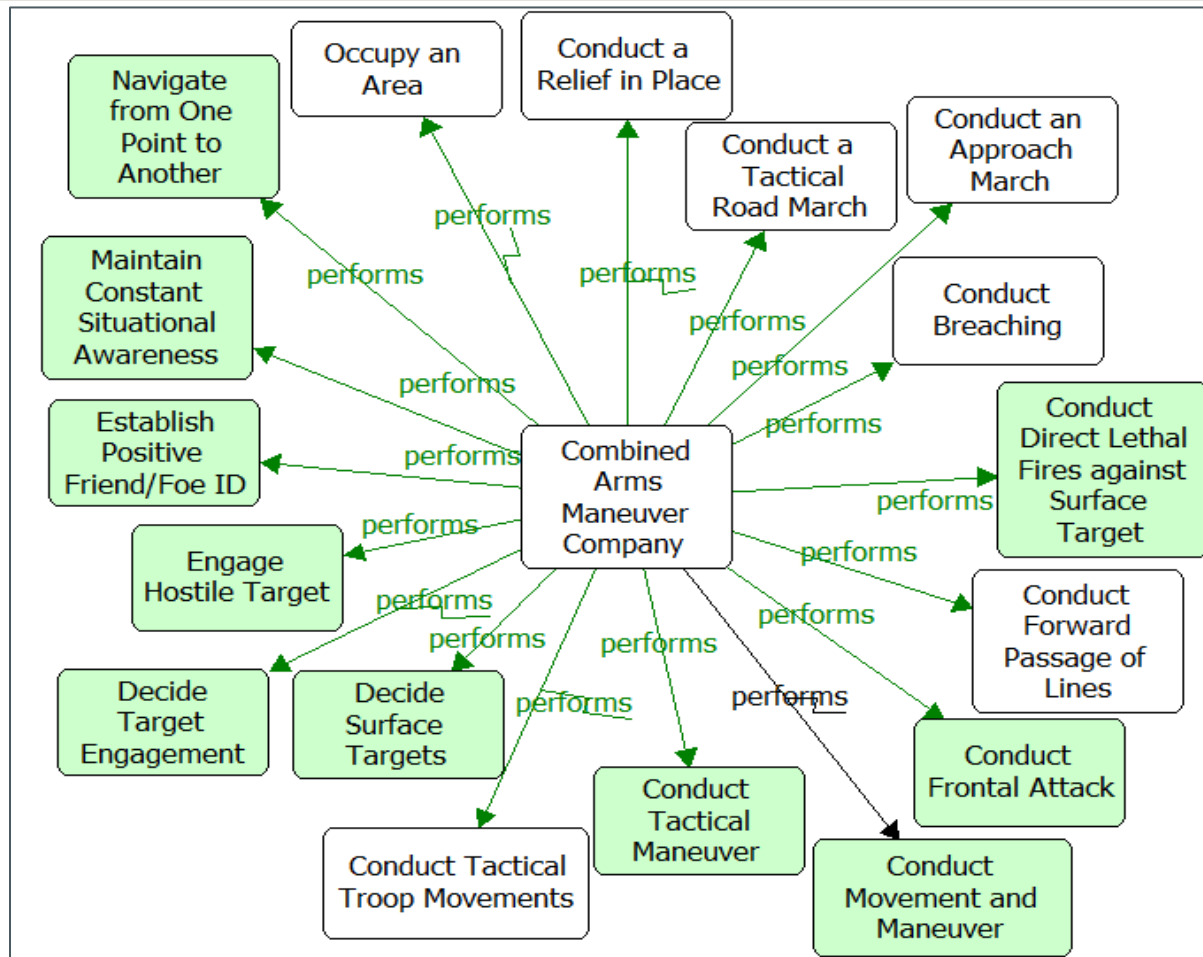 Occupy an
Area
Conduct a
Relief in Place
Navigate
from One
Point to
Another
Conduct a
Tactical
Road March
Conduct an
Approach
March
performs
performs
performs
performs
performs
performs
Maintain
Constant
Situational
Awareness
Conduct
Breaching
performs
performs
Establish
Positive
Friend/Foe ID
performs
Combined
Arms
Maneuver
Company
Conduct
Direct Lethal
Fires against
Surface
Target
performs
performs
performs
Engage
Hostile Target
performs
performs
performs
performs
performs
performs
Conduct
Forward
Passage of
Lines
Decide
Target
Engagement
Decide
Surface
Targets
Conduct
Frontal Attack
Conduct
Tactical
Maneuver
Conduct Tactical
Troop Movements
Conduct
Movement and
Maneuver